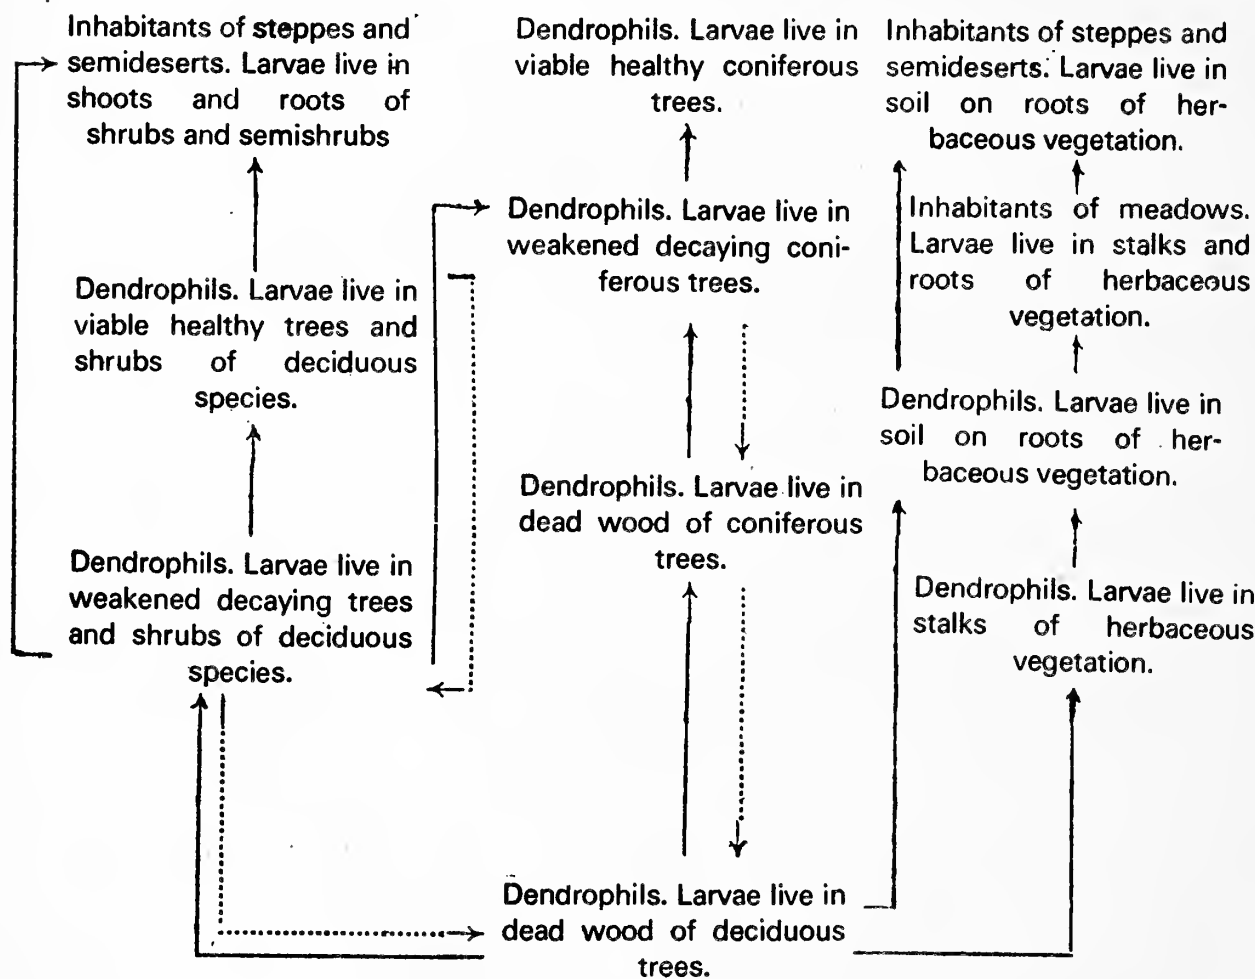 Inhabitants of steppes and
semideserts. Larvae live in
shoots and roots of
shrubs and semishrubs
Dendrophils. Larvae live in
viable healthy trees and
shrubs of deciduous
species.
Dendrophils. Larvae live in
weakened decaying trees
and shrubs of deciduous
species.
Dendrophils. Larvae live in
viable healthy coniferous
trees.
Dendrophils. Larvae live in
weakened decaying coni-
ferous trees.
Dendrophils. Larvae live in
dead wood of coniferous
trees.
Dendrophils. Larvae live in
dead wood of deciduous
trees.
Inhabitants of steppes and
semideserts. Larvae live in
soil on roots of her-
baceous vegetation.
Inhabitants of meadows.
Larvae live in stalks and
roots of herbaceous
vegetation.
Dendrophils. Larvae live in
soil on roots of her-
baceous vegetation.
Dendrophils. Larvae live in
stalks of herbaceous
vegetation.